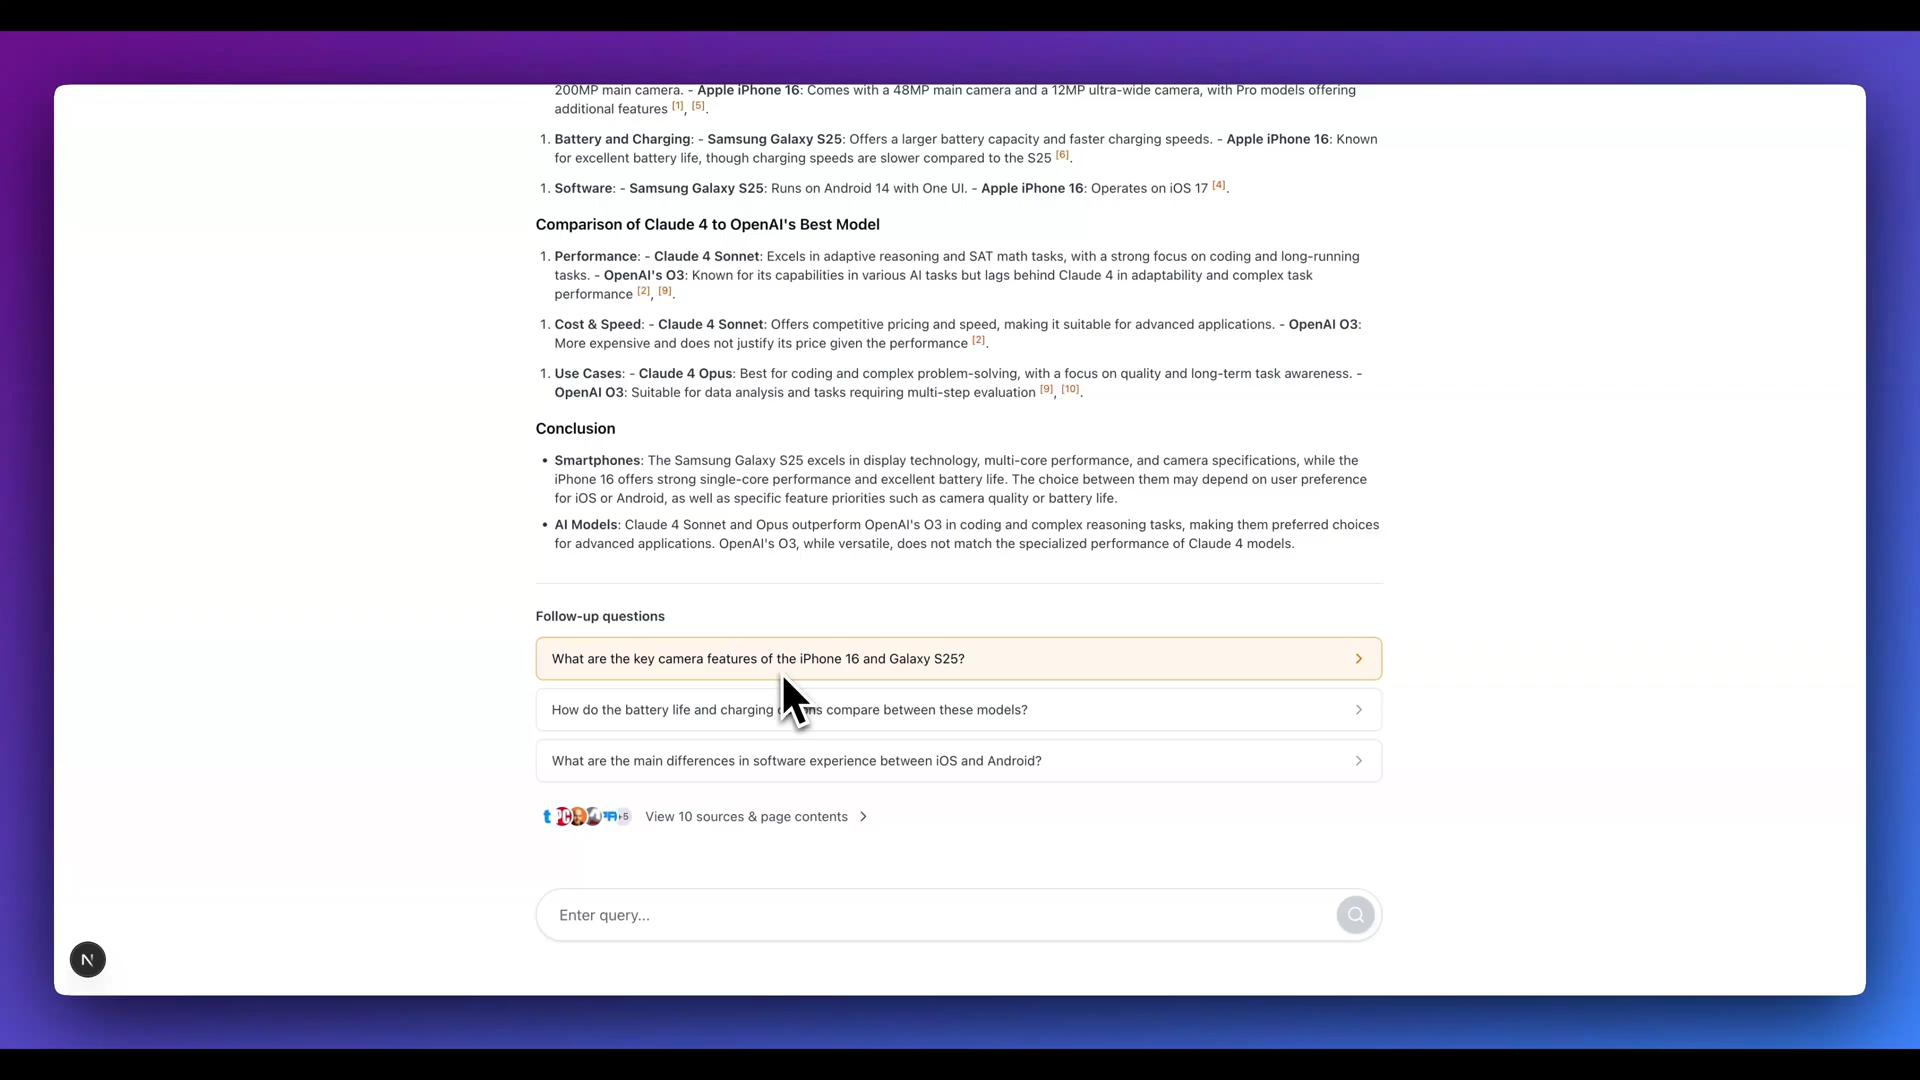 200MP main camera. - Apple iPhone 16: Comes with a 48MP main camera and a 12MP ultra-wide camera, with Pro models offering
additional features [1], [5].
1. Battery and Charging: - Samsung Galaxy S25: Offers a larger battery capacity and faster charging speeds. - Apple iPhone 16: Known
for excellent battery life, though charging speeds are slower compared to the S25 [6].
1. Software: - Samsung Galaxy S25: Runs on Android 14 with One UI. - Apple iPhone 16: Operates on iOS 17 [4].
Comparison of Claude 4 to OpenAI's Best Model
1. Performance: - Claude 4 Sonnet: Excels in adaptive reasoning and SAT math tasks, with a strong focus on coding and long-running
tasks. - OpenAI's O3: Known for its capabilities in various AI tasks but lags behind Claude 4 in adaptability and complex task
performance [2], [9].
1. Cost & Speed: - Claude 4 Sonnet: Offers competitive pricing and speed, making it suitable for advanced applications. - OpenAI O3:
More expensive and does not justify its price given the performance [2].
1. Use Cases: - Claude 4 Opus: Best for coding and complex problem-solving, with a focus on quality and long-term task awareness. -
OpenAI O3: Suitable for data analysis and tasks requiring multi-step evaluation [9], [10].
Conclusion
• Smartphones: The Samsung Galaxy S25 excels in display technology, multi-core performance, and camera specifications, while the
iPhone 16 offers strong single-core performance and excellent battery life. The choice between them may depend on user preference
for iOS or Android, as well as specific feature priorities such as camera quality or battery life.
• AI Models: Claude 4 Sonnet and Opus outperform OpenAI's O3 in coding and complex reasoning tasks, making them preferred choices
for advanced applications. OpenAI's O3, while versatile, does not match the specialized performance of Claude 4 models.
Follow-up questions
What are the key camera features of the iPhone 16 and Galaxy S25?
How do the battery life and charging compare between these models?
What are the main differences in software experience between iOS and Android?
+5 View 10 sources & page contents
Enter query...
N